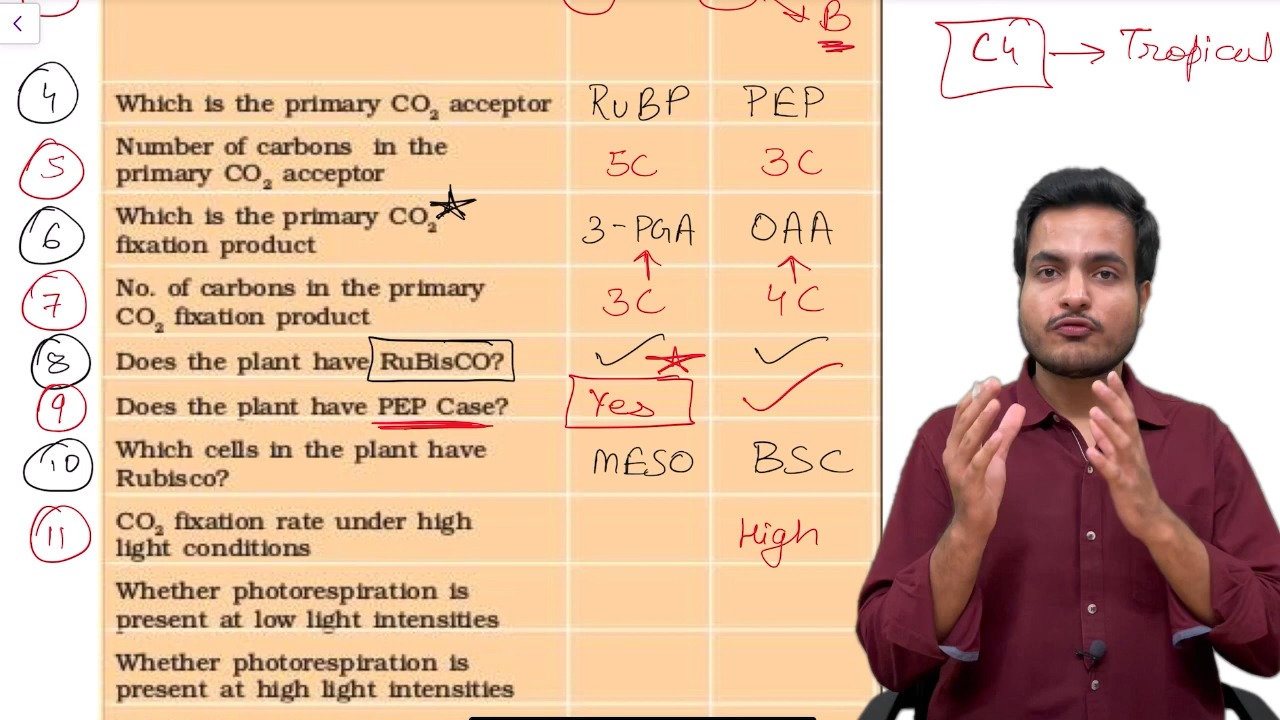 B
C4 → Tropical
4 Which is the primary CO₂ acceptor RuBP PEP
5 Number of carbons in the
primary CO₂ acceptor 5C 3C
6 Which is the primary CO₂
fixation product 3-PGA OAA
7 No. of carbons in the primary
CO₂ fixation product 3C 4C
8 Does the plant have RuBisCO? ✓ ✓
9 Does the plant have PEP Case? Yes ✓
10 Which cells in the plant have
Rubisco? MESO BSC
11 CO₂ fixation rate under high
light conditions High
Whether photorespiration is
present at low light intensities
Whether photorespiration is
present at high light intensities